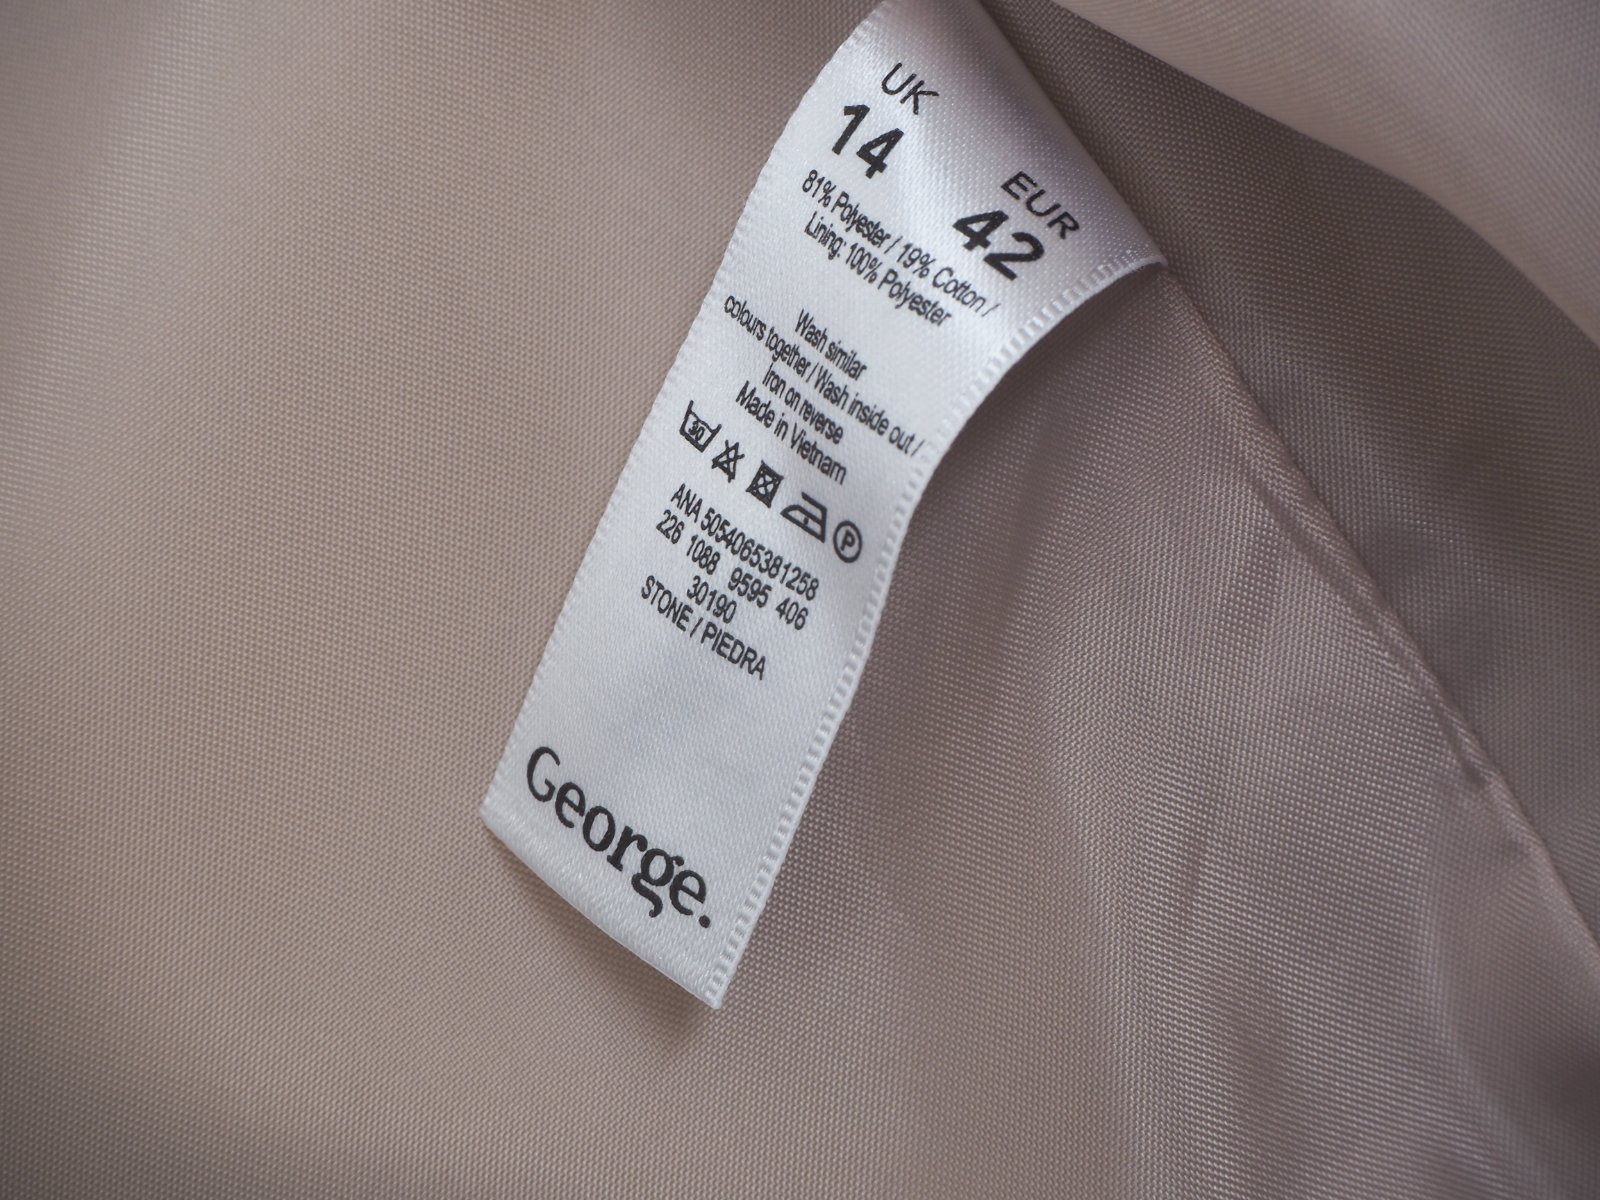 UK EUR
14 42
81% Polyester / 19% Cotton /
Lining: 100% Polyester
Wash similar
colours together / Wash inside out /
Iron on reverse
Made in Vietnam
30 P
ANA 5054065381258
226 1088 9595 406
30190
STONE / PIEDRA
George.